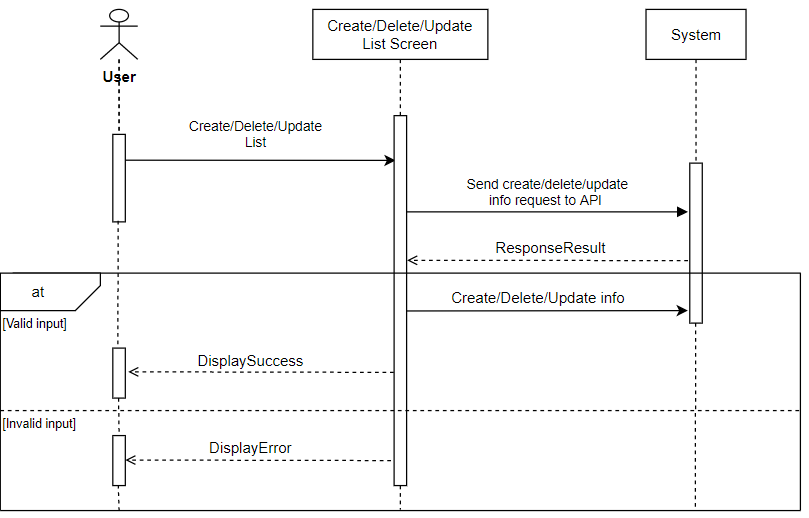 Create/Delete/Update
List Screen
System
User
Create/Delete/Update
List
Send create/delete/update
info request to API
ResponseResult
at
Create/Delete/Update info
[Valid input]
DisplaySuccess
[Invalid input]
DisplayError